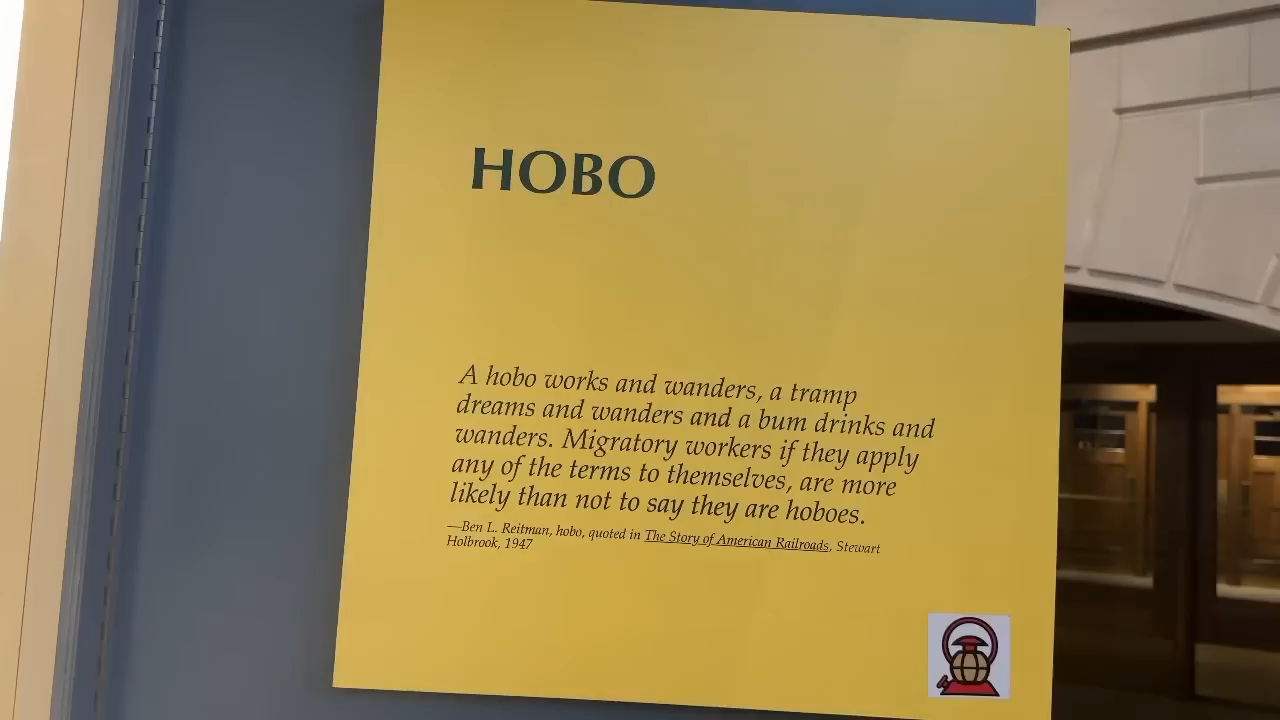 HOBO
A hobo works and wanders, a tramp
dreams and wanders and a bum drinks and
wanders. Migratory workers if they apply
any of the terms to themselves, are more
likely than not to say they are hoboes.
—Ben L. Reitman, hobo, quoted in The Story of American Railroads, Stewart
Holbrook, 1947